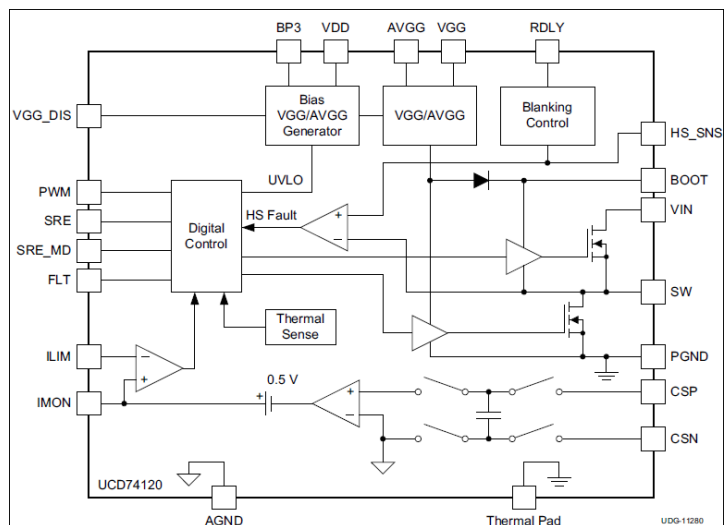 BP3 VDD AVGG VGG RDLY
VGG_DIS
Bias
VGG/AVGG
Generator
VGG/AVGG
Blanking
Control
HS_SNS
UVLO
BOOT
PWM
VIN
SRE
HS Fault
+
−
Digital
Control
SRE_MD
FLT
SW
Thermal
Sense
ILIM
−
+
PGND
0.5 V
+
+
−
CSP
IMON
CSN
UCD74120
AGND
Thermal Pad
UDG-11280